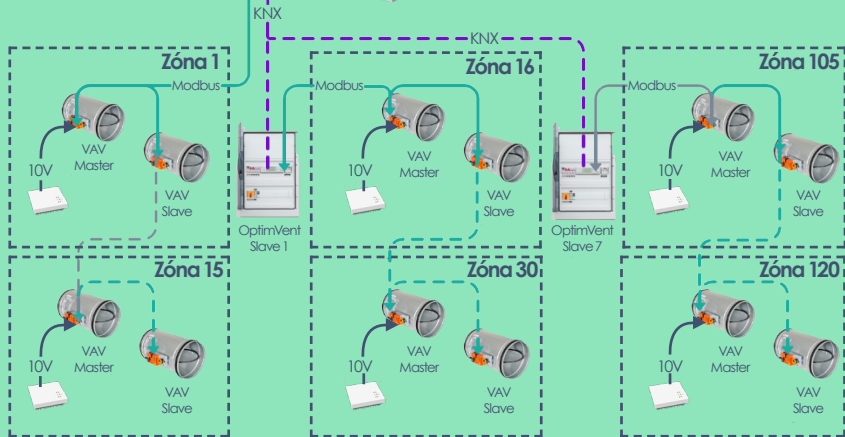 KNX
KNX
Zóna 1
Modbus
10V
VAV
Master
VAV
Slave
OptimVent
Slave 1
Zóna 16
Modbus
10V
VAV
Master
VAV
Slave
OptimVent
Slave 7
Zóna 105
Modbus
10V
VAV
Master
VAV
Slave
Zóna 15
10V
VAV
Master
VAV
Slave
Zóna 30
10V
VAV
Master
VAV
Slave
Zóna 120
10V
VAV
Master
VAV
Slave